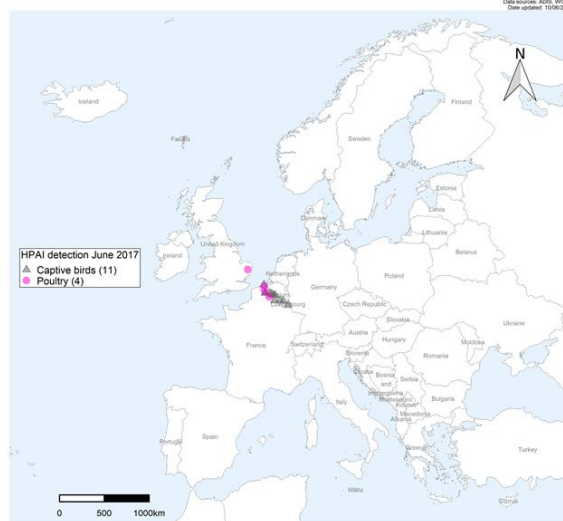 Data sources: ADIS, WO
Date updated: 10/06/2
N
Iceland
Finland
Sweden
Estonia
Latvia
Denmark
Lithuania
United Kingdom
Ireland
Belarus
HPAI detection June 2017
Captive birds (11)
Poultry (4)
Netherlands
Germany
Poland
Czech Republic
Ukraine
Slovakia
France
Austria
Hungary
Moldova
Switzerland
Slovenia
Romania
Croatia
Bosnia
and
Herzegovina
Serbia
Montenegro
Kosovo*
Bulgaria
Italy
Macedonia
Albania
Portugal
Spain
Greece
Turkey
Malta
Cyprus
0 500 1000km